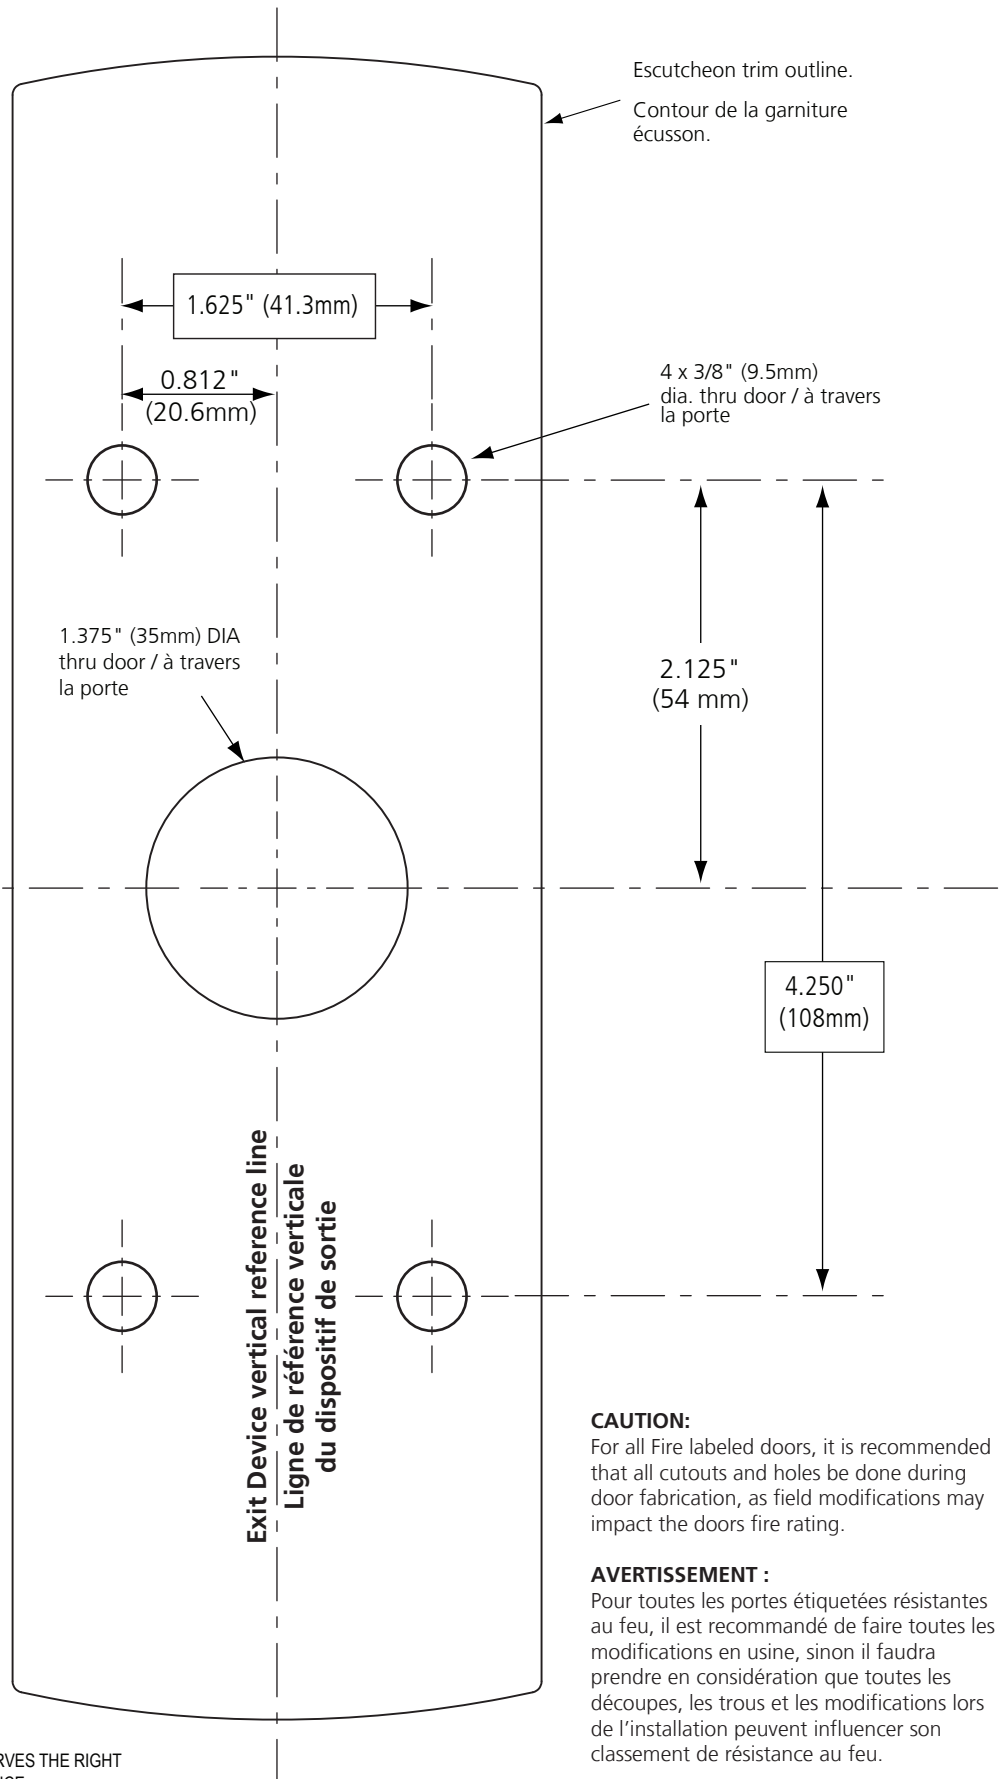 Escutcheon trim outline.
Contour de la garniture
écusson.
1.625" (41.3mm)
0.812"
(20.6mm)
4 x 3/8" (9.5mm)
dia. thru door / à travers
la porte
1.375" (35mm) DIA
thru door / à travers
la porte
2.125"
(54 mm)
4.250"
(108mm)
Exit Device vertical reference line
Ligne de référence verticale
du dispositif de sortie
CAUTION:
For all Fire labeled doors, it is recommended
that all cutouts and holes be done during
door fabrication, as field modifications may
impact the doors fire rating.
AVERTISSEMENT :
Pour toutes les portes étiquetées résistantes
au feu, il est recommandé de faire toutes les
modifications en usine, sinon il faudra
prendre en considération que toutes les
découpes, les trous et les modifications lors
de l'installation peuvent influencer son
classement de résistance au feu.
RVES THE RIGHT